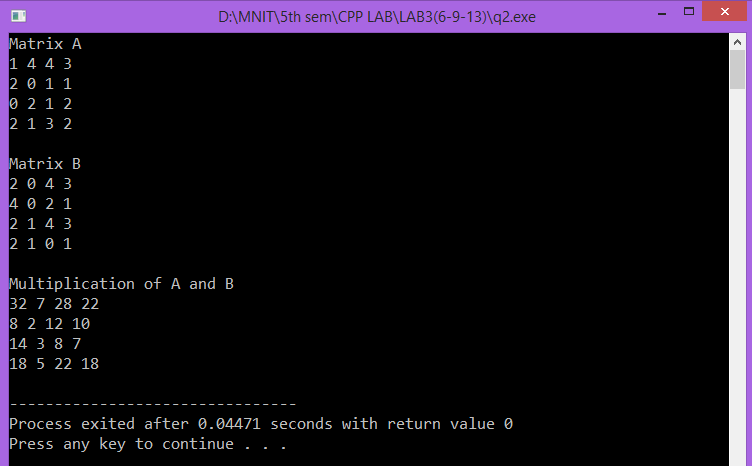 D:\MNIT\5th sem\CPP LAB\LAB3(6-9-13)\q2.exe
Matrix A
1 4 4 3
2 0 1 1
0 2 1 2
2 1 3 2
Matrix B
2 0 4 3
4 0 2 1
2 1 4 3
2 1 0 1
Multiplication of A and B
32 7 28 22
8 2 12 10
14 3 8 7
18 5 22 18
--------------------------------
Process exited after 0.04471 seconds with return value 0
Press any key to continue . . .